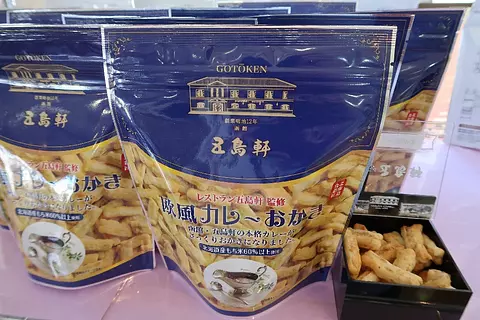 GOTŌKEN
創業明治12年
函館
五島軒
レストラン五島軒 監修
欧風カレーおかき
函館・五島軒の本格カレーが
さっくりおかきになりました
北海道産もち米60%以上使用